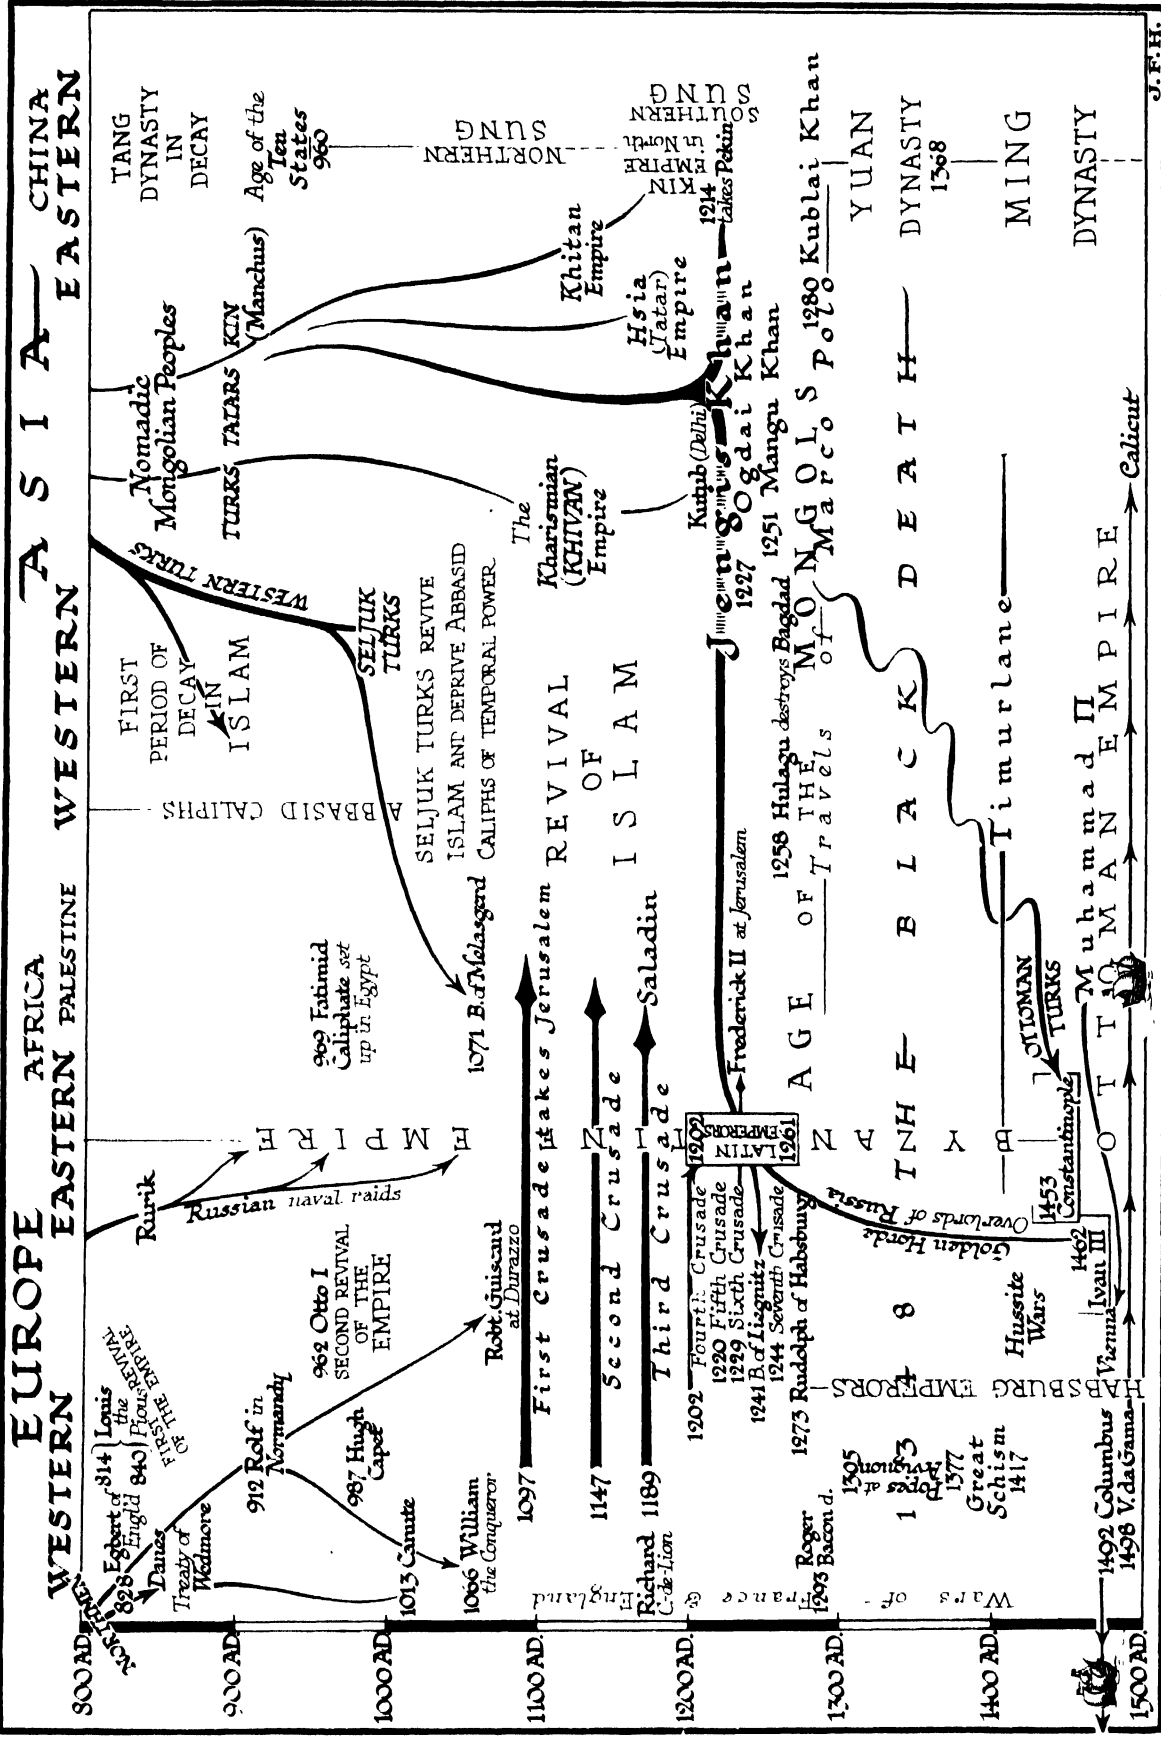 EUROPE
AFRICA
ASIA
CHINA
WESTERN
EASTERN
PALESTINE
WESTERN
EASTERN
800 AD.
900 AD.
1000 AD.
1100 AD.
1200 AD.
1300 AD.
1400 AD.
1500 AD.
NORTHMEN
828 Egbert of
Engld
814 Louis
the
840 Pious
FIRST REVIVAL
OF THE EMPIRE.
Danes
Treaty of
Wedmore
912 Rolf in
Normandy
987 Hugh
Capet
962 Otto I
SECOND REVIVAL
OF THE
EMPIRE
1013 Canute
1066 William
the Conqueror
Robt. Guiscard
at Durazzo
Rurik
Russian naval raids
BYZANTINE EMPIRE
969 Fatimid
Caliphate set
up in Egypt
1071 B. of Melasgerd
ABBASID CALIPHS
FIRST
PERIOD OF
DECAY
IN
ISLAM
WESTERN TURKS
SELJUK
TURKS
SELJUK TURKS REVIVE
ISLAM AND DEPRIVE ABBASID
CALIPHS OF TEMPORAL POWER
Nomadic
Mongolian Peoples
TURKS TATARS KIN
(Manchus)
TANG
DYNASTY
IN
DECAY
Age of the
Ten
States
960
NORTHERN
SUNG
The
Kharismian
(KHIVAN)
Empire
Khitan
Empire
Hsia
(Tatar)
Empire
KIN
EMPIRE
in North
SOUTHERN
SUNG
1097
First Crusade takes Jerusalem
1147
Second Crusade
Richard
C-de-Lion
1189
Third Crusade
Saladin
REVIVAL
OF
ISLAM
Wars of France & England
Kutub (Delhi)
1214
takes Pekin
Jengis Khan
1202 Fourth Crusade
1202
LATIN
EMPERORS
1261
1220 Fifth Crusade
1229 Sixth Crusade
Frederick II at Jerusalem
1227 Ogdai Khan
1241 B. of Liegnitz
1244 Seventh Crusade
1251 Mangu Khan
1258 Hulagu destroys Bagdad
1273 Rudolph of Habsburg
HABSBURG EMPERORS
AGE OF THE MONGOLS
1280 Kublai Khan
Travels of Marco Polo
Roger
1293 Bacon d.
1305
Popes at
Avignon
1377
Great
Schism
1417
YUAN
DYNASTY
1368
1348 THE BLACK DEATH
Golden Horde
Overlords of Russia
Hussite
Wars
Timurlane
MING
DYNASTY
OTTOMAN
TURKS
1453
Constantinople
1462
Ivan III
Muhammad II
Vienna
OTTOMAN EMPIRE
1492 Columbus
1498 V. da Gama
Calicut
J.F.H.